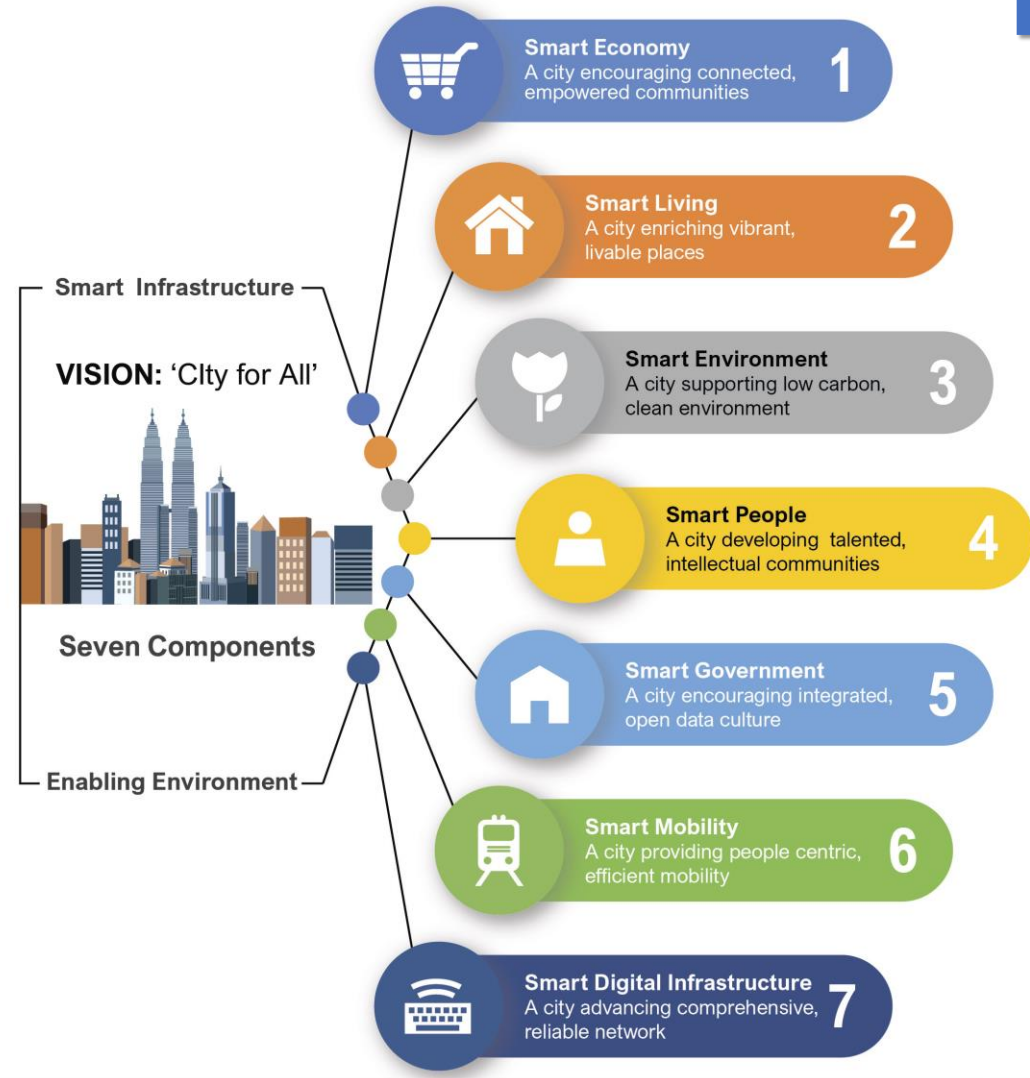 Smart Economy
A city encouraging connected,
empowered communities
1
Smart Living
A city enriching vibrant,
livable places
2
Smart Infrastructure
VISION: ‘CIty for All’
Smart Environment
A city supporting low carbon,
clean environment
3
Smart People
A city developing talented,
intellectual communities
4
Seven Components
Smart Government
A city encouraging integrated,
open data culture
5
Enabling Environment
Smart Mobility
A city providing people centric,
efficient mobility
6
Smart Digital Infrastructure
A city advancing comprehensive,
reliable network
7